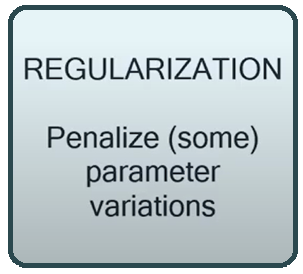 REGULARIZATION
Penalize (some)
parameter
variations